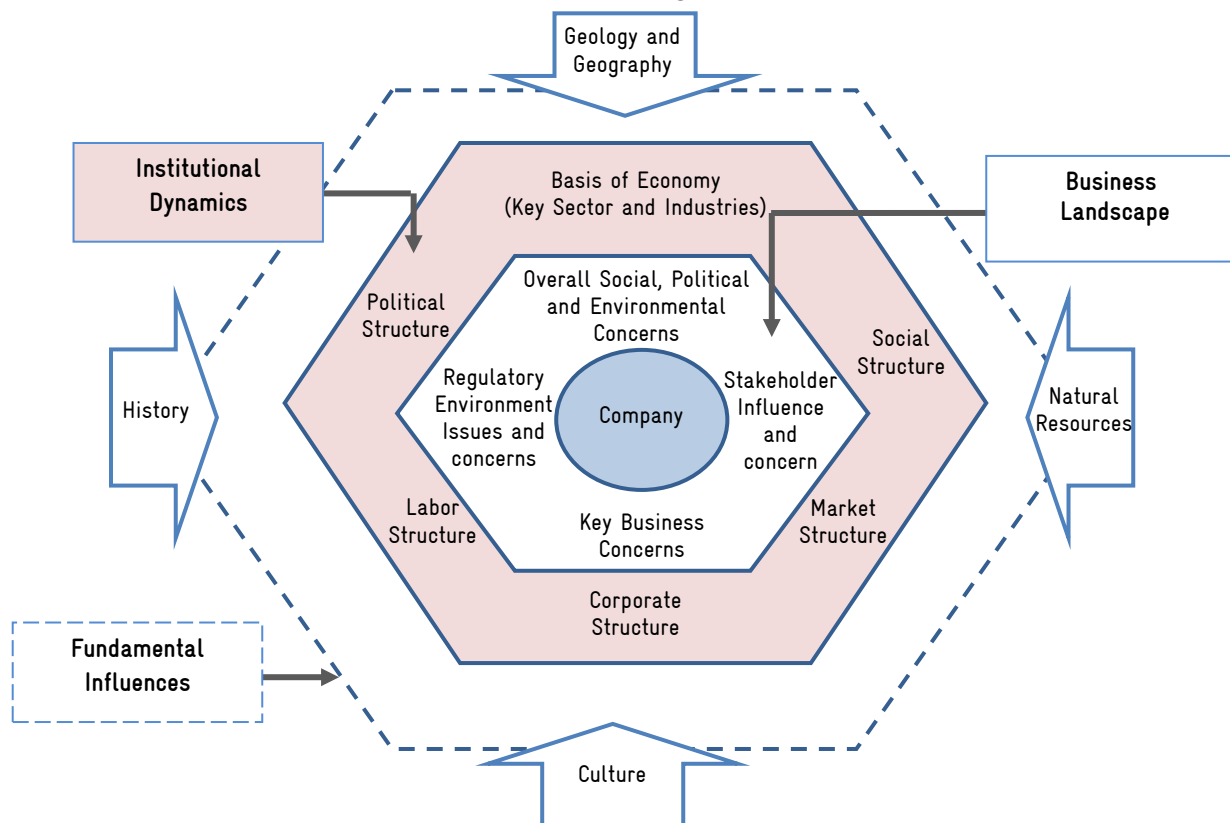 Geology and
Geography
Institutional
Dynamics
Basis of Economy
(Key Sector and Industries)
Business
Landscape
Overall Social, Political
and Environmental
Concerns
Political
Structure
Social
Structure
Regulatory
Environment
Issues and
concerns
Company
Stakeholder
Influence
and
concern
History
Natural
Resources
Labor
Structure
Key Business
Concerns
Market
Structure
Corporate
Structure
Fundamental
Influences
Culture